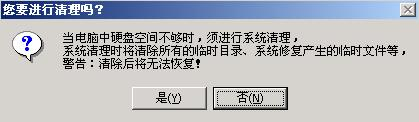 您要进行清理吗?
当电脑中硬盘空间不够时,须进行系统清理,
系统清理时将清除所有的临时目录、系统修复产生的临时文件等,
警告:清除后将无法恢复!
是(Y) 否(N)